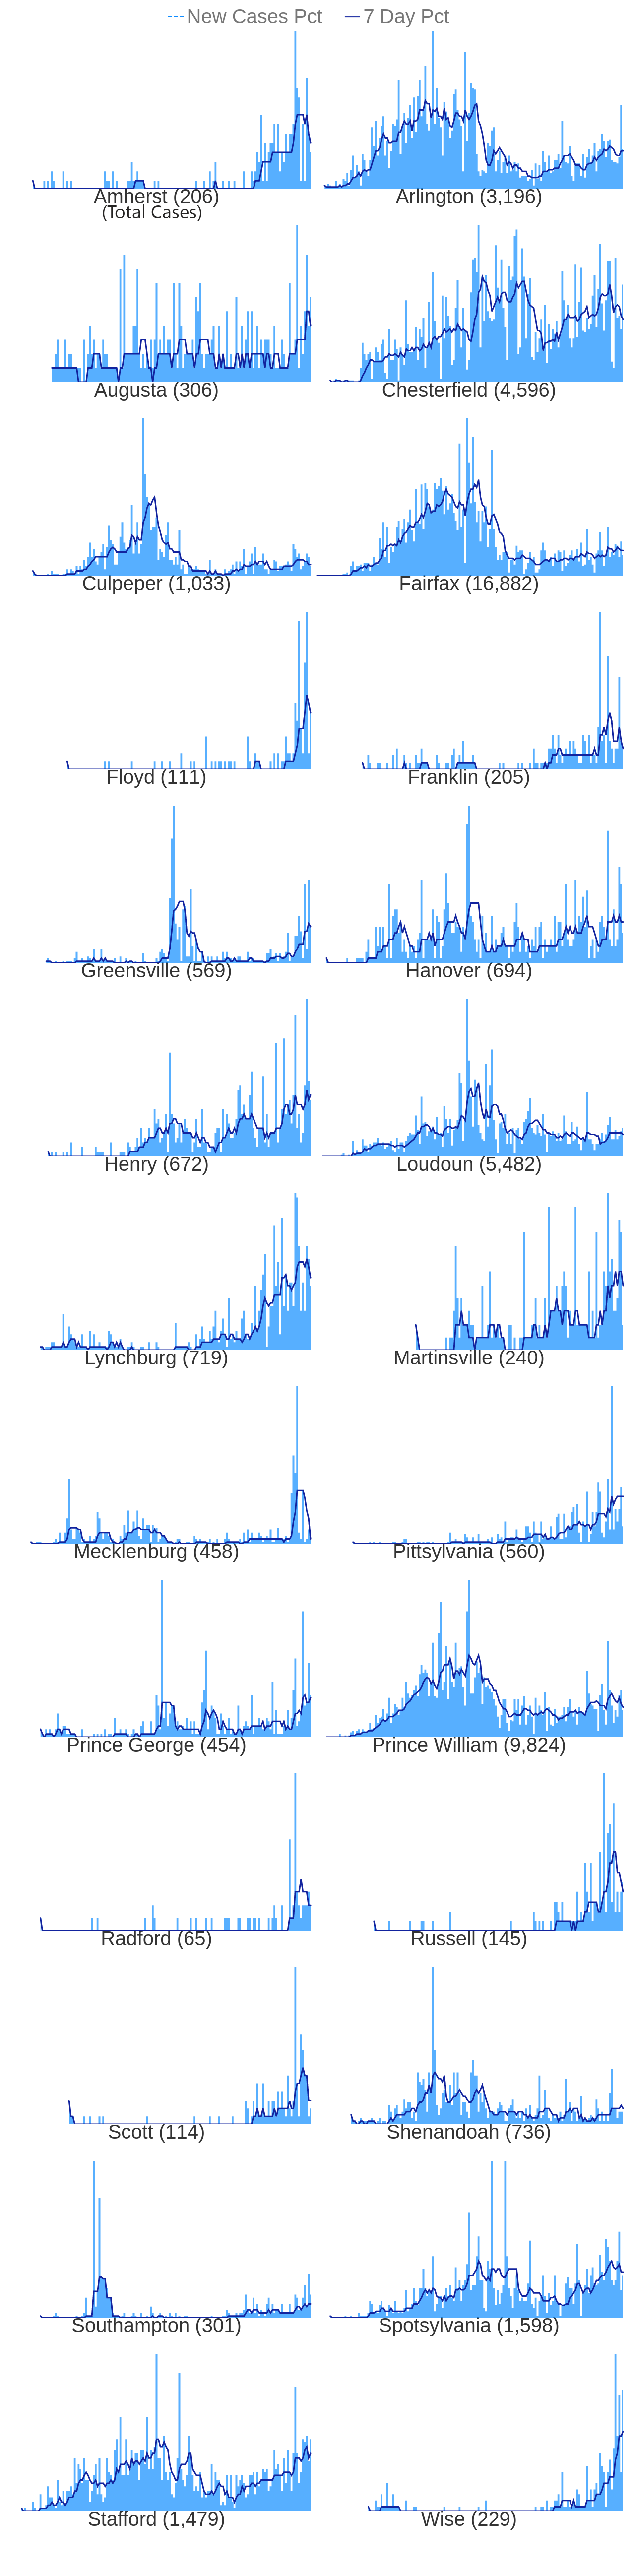 New Cases Pct 7 Day Pct
Amherst (206) Arlington (3,196)
(Total Cases)
Augusta (306) Chesterfield (4,596)
Culpeper (1,033) Fairfax (16,882)
Floyd (111) Franklin (205)
Greensville (569) Hanover (694)
Henry (672) Loudoun (5,482)
Lynchburg (719) Martinsville (240)
Mecklenburg (458) Pittsylvania (560)
Prince George (454) Prince William (9,824)
Radford (65) Russell (145)
Scott (114) Shenandoah (736)
Southampton (301) Spotsylvania (1,598)
Stafford (1,479) Wise (229)